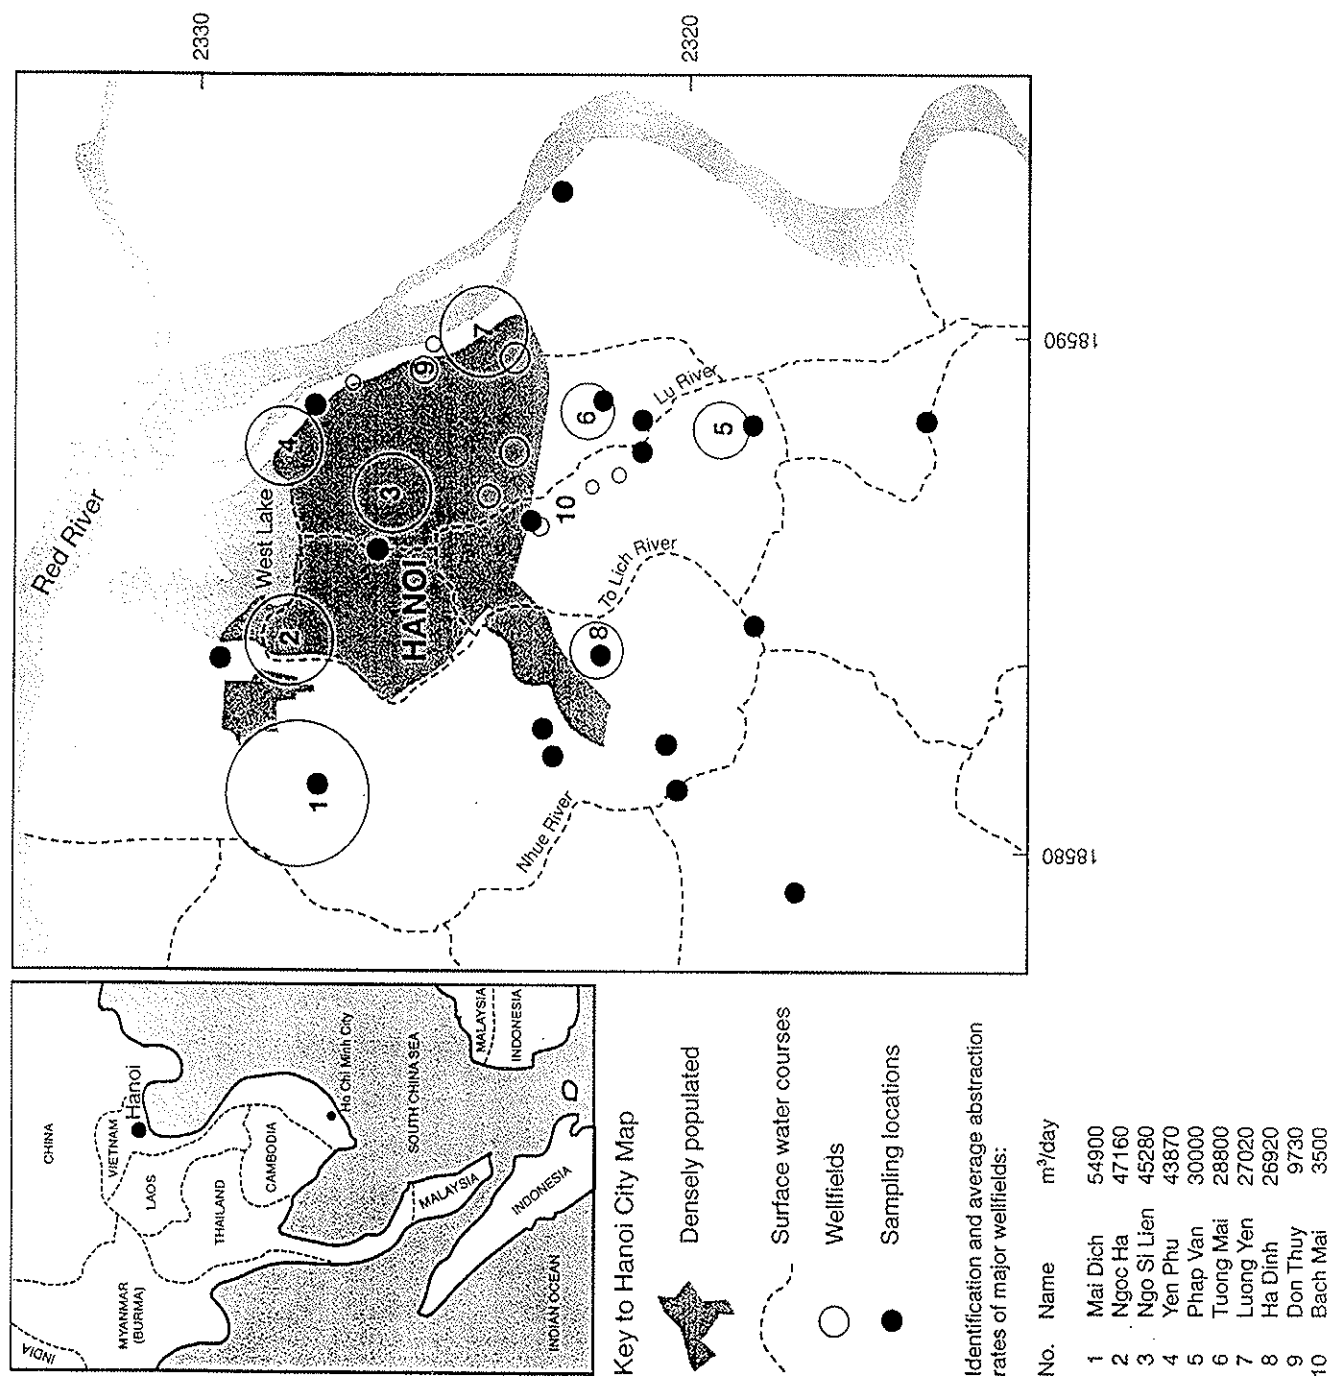 INDIA
MYANMAR
(BURMA)
CHINA
VIETNAM
Hanoi
LAOS
THAILAND
CAMBODIA
Ho Chi Minh City
SOUTH CHINA SEA
MALAYSIA
MALAYSIA
INDONESIA
INDONESIA
INDIAN OCEAN
Key to Hanoi City Map
Densely populated
Surface water courses
Wellfields
Sampling locations
Identification and average abstraction
rates of major wellfields:
No. Name m³/day
1 Mai Dich 54900
2 Ngoc Ha 47160
3 Ngo Si Lien 45280
4 Yen Phu 43870
5 Phap Van 30000
6 Tuong Mai 28800
7 Luong Yen 27020
8 Ha Dinh 26920
9 Don Thuy 9730
10 Bach Mai 3500
Red River
West Lake
HANOI
1
2
3
4
5
6
7
8
9
10
Nhue River
To Lich River
Lu River
2330
2320
18580
18590